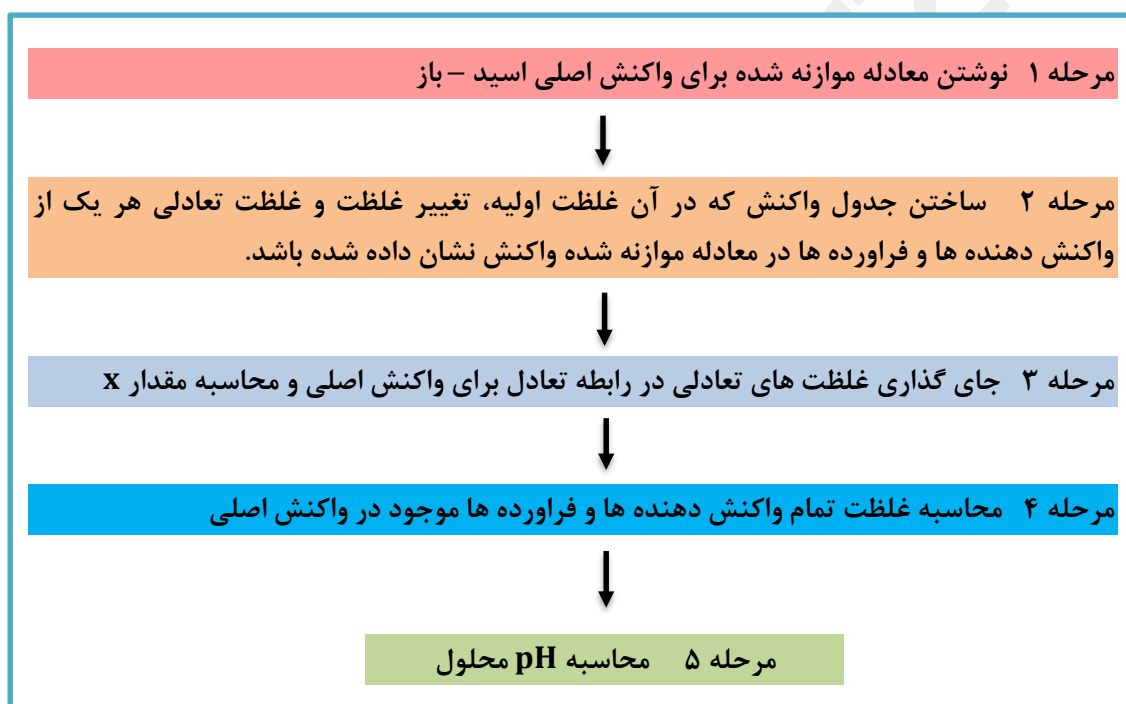 مرحله ۱ نوشتن معادله موازنه شده برای واکنش اصلی اسید – باز
مرحله ۲ ساختن جدول واکنش که در آن غلظت اولیه، تغییر غلظت و غلظت تعادلی هر یک از
واکنش دهنده ها و فراورده ها در معادله موازنه شده واکنش نشان داده شده باشد.
مرحله ۳ جای گذاری غلظت های تعادلی در رابطه تعادل برای واکنش اصلی و محاسبه مقدار x
مرحله ۴ محاسبه غلظت تمام واکنش دهنده ها و فراورده ها موجود در واکنش اصلی
مرحله ۵ محاسبه pH محلول